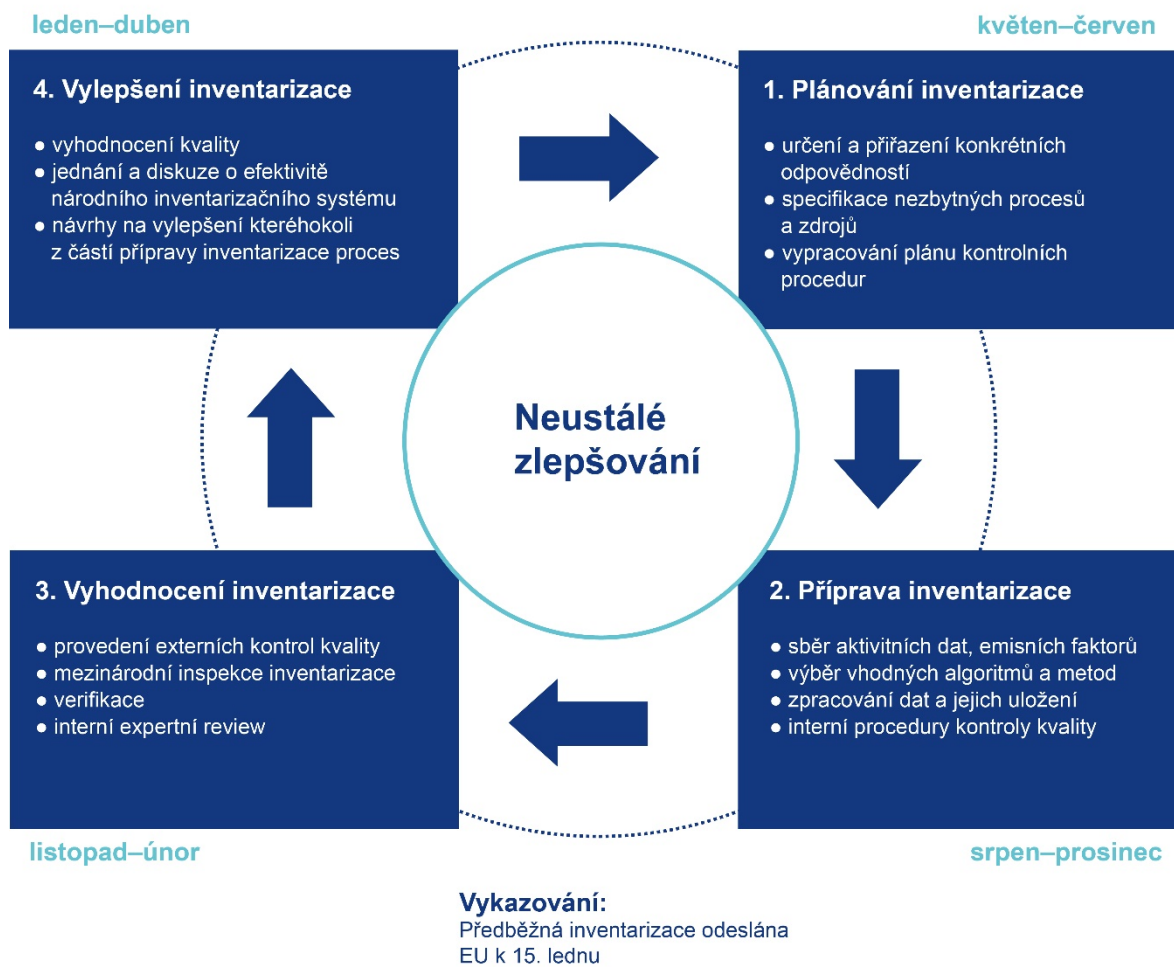 leden–duben
4. Vylepšení inventarizace
● vyhodnocení kvality
● jednání a diskuze o efektivitě
národního inventarizačního systému
● návrhy na vylepšení kteréhokoli
z částí přípravy inventarizace proces
květen–červen
1. Plánování inventarizace
● určení a přiřazení konkrétních
odpovědností
● specifikace nezbytných procesů
a zdrojů
● vypracování plánu kontrolních
procedur
Neustálé
zlepšování
3. Vyhodnocení inventarizace
● provedení externích kontrol kvality
● mezinárodní inspekce inventarizace
● verifikace
● interní expertní review
listopad–únor
2. Příprava inventarizace
● sběr aktivitních dat, emisních faktorů
● výběr vhodných algoritmů a metod
● zpracování dat a jejich uložení
● interní procedury kontroly kvality
srpen–prosinec
Vykazování:
Předběžná inventarizace odeslána
EU k 15. lednu